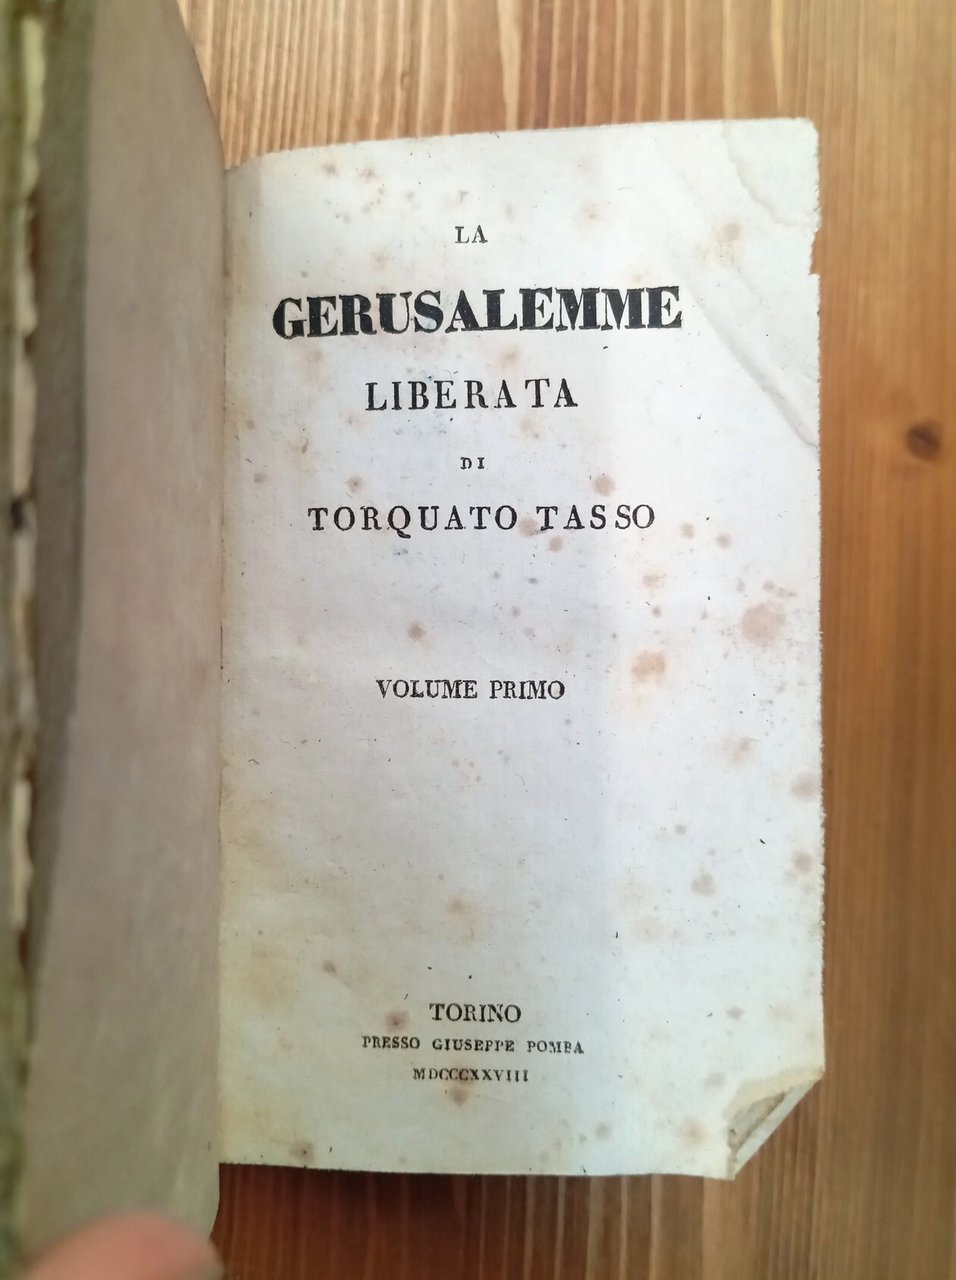 LA
GERUSALEMME
LIBERATA
DI
TORQUATO TASSO
VOLUME PRIMO
TORINO
PRESSO GIUSEPPE POMBA
MDCCCXXVIII